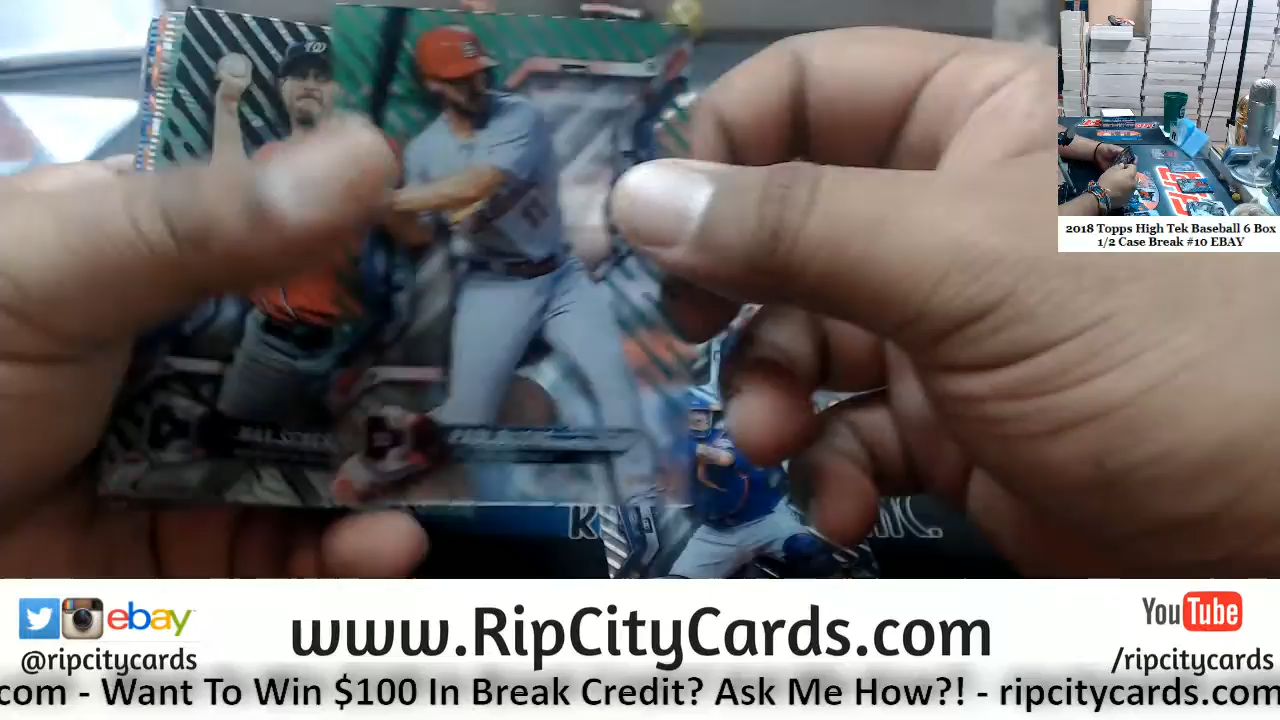 W
2018 Topps High Tek Baseball 6 Box
1/2 Case Break #10 EBAY
ebay
@ripcitycards
www.RipCityCards.com
YouTube
/ripcitycards
com - Want To Win $100 In Break Credit? Ask Me How?! - ripcitycards.com